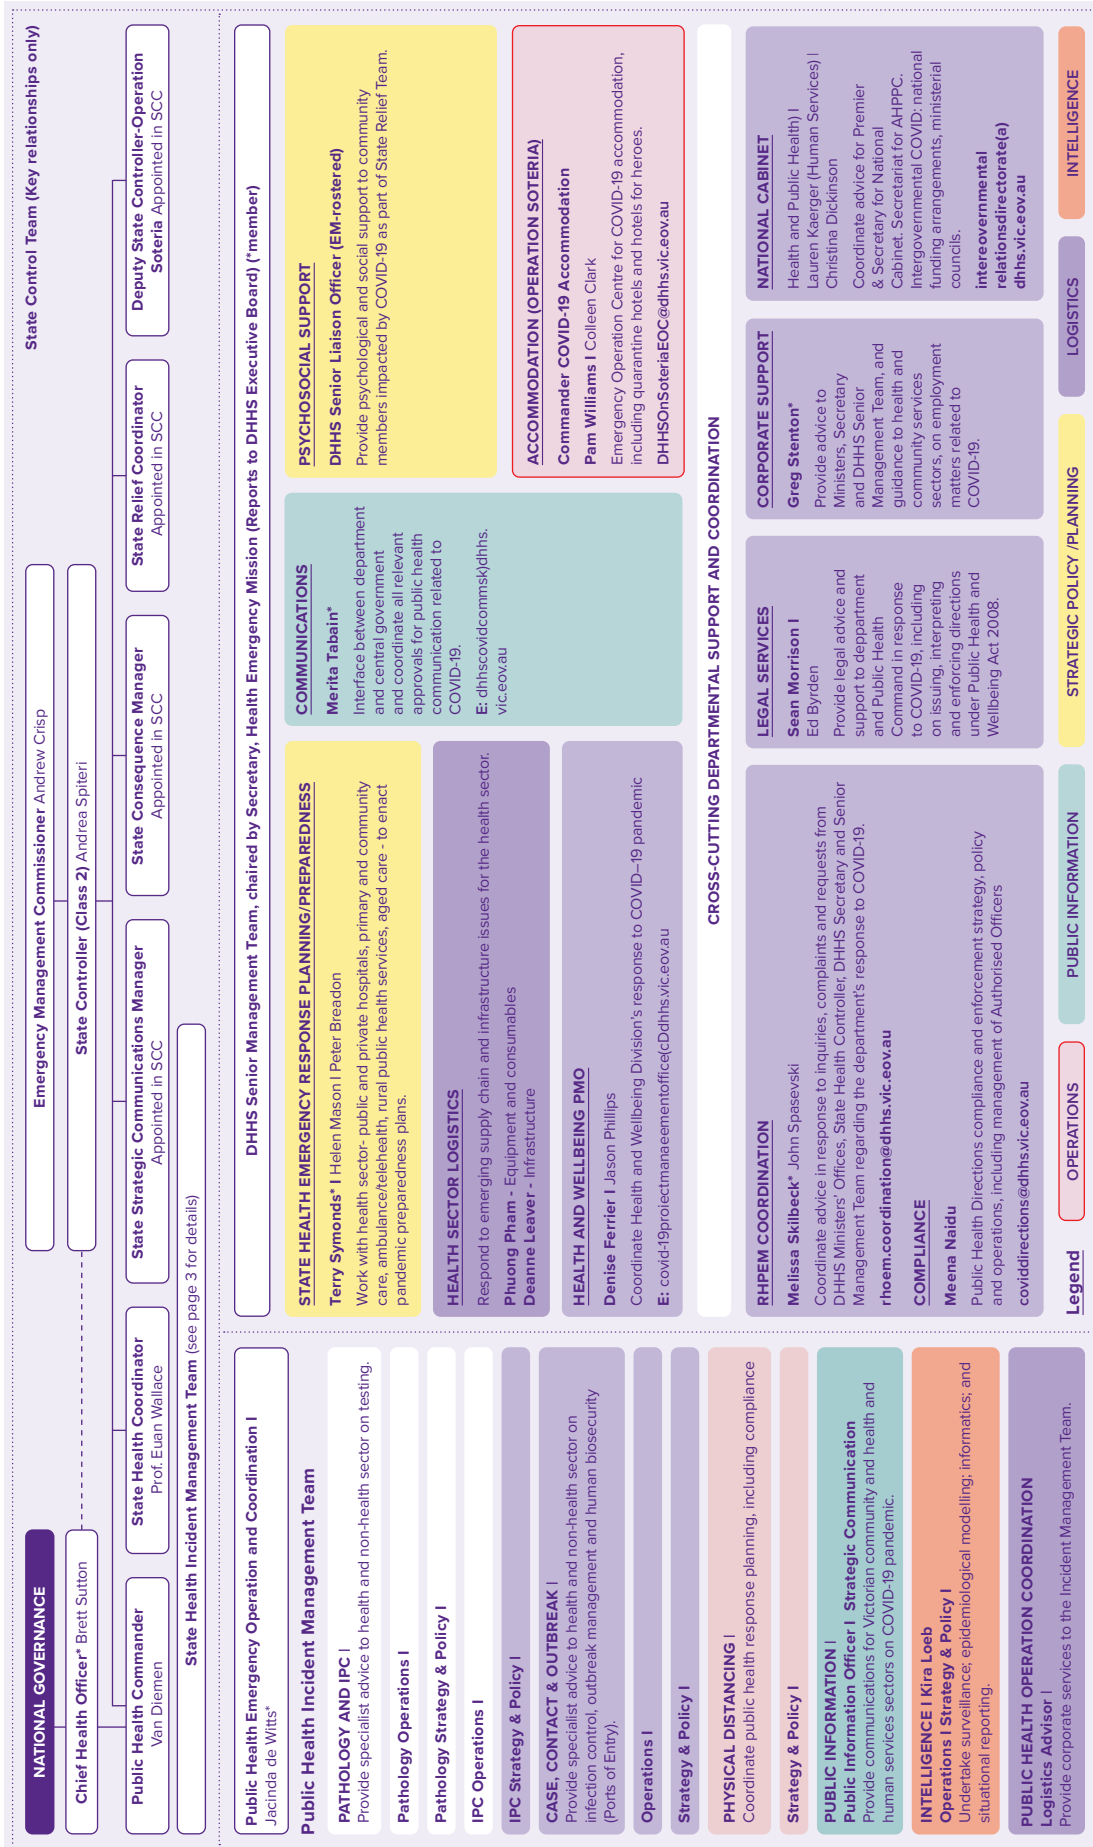 State Control Team (Key relationships only)
NATIONAL GOVERNANCE
Emergency Management Commissioner Andrew Crisp
Chief Health Officer* Brett Sutton
State Controller (Class 2) Andrea Spiteri
Public Health Commander
Van Diemen
State Health Coordinator
Prof. Euan Wallace
State Strategic Communications Manager
Appointed in SCC
State Consequence Manager
Appointed in SCC
State Relief Coordinator
Appointed in SCC
Deputy State Controller-Operation
Soteria Appointed in SCC
State Health Incident Management Team (see page 3 for details)
Public Health Emergency Operation and Coordination I
Jacinda de Witts*
Public Health Incident Management Team
PATHOLOGY AND IPC |
Provide specialist advice to health and non-health sector on testing.
Pathology Operations I
Pathology Strategy & Policy I
IPC Operations I
IPC Strategy & Policy I
CASE, CONTACT & OUTBREAK |
Provide specialist advice to health and non-health sector on
infection control, outbreak management and human biosecurity
(Ports of Entry).
Operations I
Strategy & Policy I
PHYSICAL DISTANCING |
Coordinate public health response planning, including compliance
Strategy & Policy I
PUBLIC INFORMATION |
Public Information Officer I Strategic Communication
Provide communications for Victorian community and health and
human services sectors on COVID-19 pandemic.
INTELLIGENCE I Kira Loeb
Operations I Strategy & Policy I
Undertake surveillance; epidemiological modelling; informatics; and
situational reporting.
PUBLIC HEALTH OPERATION COORDINATION
Logistics Advisor |
Provide corporate services to the Incident Management Team.
DHHS Senior Management Team, chaired by Secretary, Health Emergency Mission (Reports to DHHS Executive Board) (*member)
STATE HEALTH EMERGENCY RESPONSE PLANNING/PREPAREDNESS
Terry Symonds* I Helen Mason I Peter Breadon
Work with health sector- public and private hospitals, primary and community
care, ambulance/telehealth, rural public health services, aged care - to enact
pandemic preparedness plans.
HEALTH SECTOR LOGISTICS
Respond to emerging supply chain and infrastructure issues for the health sector.
Phuong Pham - Equipment and consumables
Deanne Leaver - Infrastructure
HEALTH AND WELLBEING PMO
Denise Ferrier I Jason Phillips
Coordinate Health and Wellbeing Division's response to COVID–19 pandemic
E: covid-19proiectmaneementoffice(cDdhhs.vic.eov.au
COMMUNICATIONS
Merita Tabain*
Interface between department
and central government
and coordinate all relevant
approvals for public health
communication related to
COVID-19.
E: dhhscovidcommsk)dhhs.
vic.eov.au
PSYCHOSOCIAL SUPPORT
DHHS Senior Liaison Officer (EM-rostered)
Provide psychological and social support to community
members impacted by COVID-19 as part of State Relief Team.
ACCOMMODATION (OPERATION SOTERIA)
Commander COVID-19 Accommodation
Pam Williams I Colleen Clark
Emergency Operation Centre for COVID-19 accommodation,
including quarantine hotels and hotels for heroes.
DHHSOnSoteriaEOC@dhhs.vic.eov.au
CROSS-CUTTING DEPARTMENTAL SUPPORT AND COORDINATION
RHPEM COORDINATION
Melissa Skilbeck* John Spasevski
Coordinate advice in response to inquiries, complaints and requests from
DHHS Ministers' Offices, State Health Controller, DHHS Secretary and Senior
Management Team regarding the department's response to COVID-19.
rhoem.coordination@dhhs.vic.eov.au
COMPLIANCE
Meena Naidu
Public Health Directions compliance and enforcement strategy, policy
and operations, including management of Authorised Officers
coviddirections@dhhs.vic.eov.au
LEGAL SERVICES
Sean Morrison I
Ed Byrden
Provide legal advice and
support to deppartment
and Public Health
Command in response
to COVID-19, including
on issuing, interpreting
and enforcing directions
under Public Health and
Wellbeing Act 2008.
CORPORATE SUPPORT
Greg Stenton*
Provide advice to
Ministers, Secretary
and DHHS Senior
Management Team, and
guidance to health and
community services
sectors, on employment
matters related to
COVID-19.
NATIONAL CABINET
Health and Public Health) I
Lauren Kaerger (Human Services) |
Christina Dickinson
Coordinate advice for Premier
& Secretary for National
Cabinet. Secretariat for AHPPC.
Intergovernmental COVID: national
funding arrangements, ministerial
councils.
intereovernmental
relationsdirectorate(a)
dhhs.vic.eov.au
Legend
OPERATIONS
PUBLIC INFORMATION
STRATEGIC POLICY /PLANNING
LOGISTICS
INTELLIGENCE